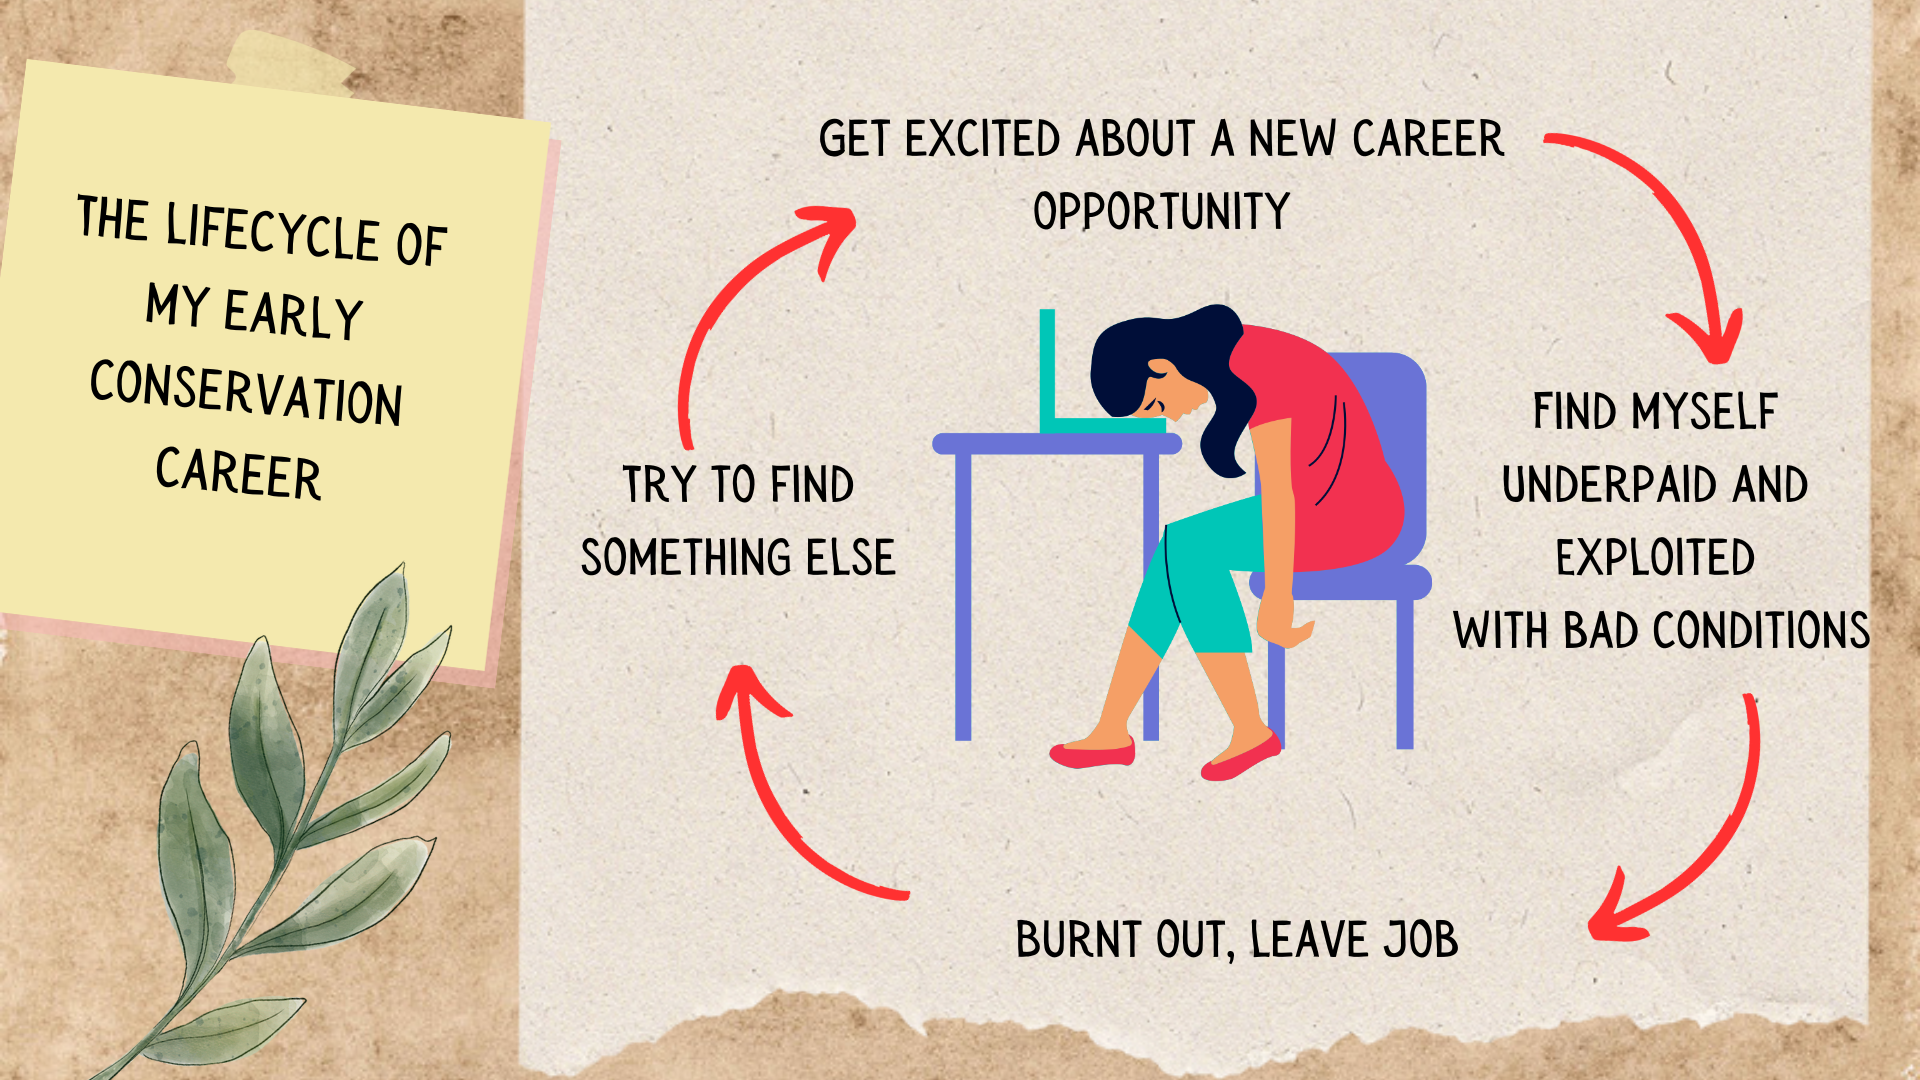 THE LIFECYCLE OF
MY EARLY
CONSERVATION
CAREER
GET EXCITED ABOUT A NEW CAREER
OPPORTUNITY
FIND MYSELF
UNDERPAID AND
EXPLOITED
WITH BAD CONDITIONS
BURNT OUT, LEAVE JOB
TRY TO FIND
SOMETHING ELSE